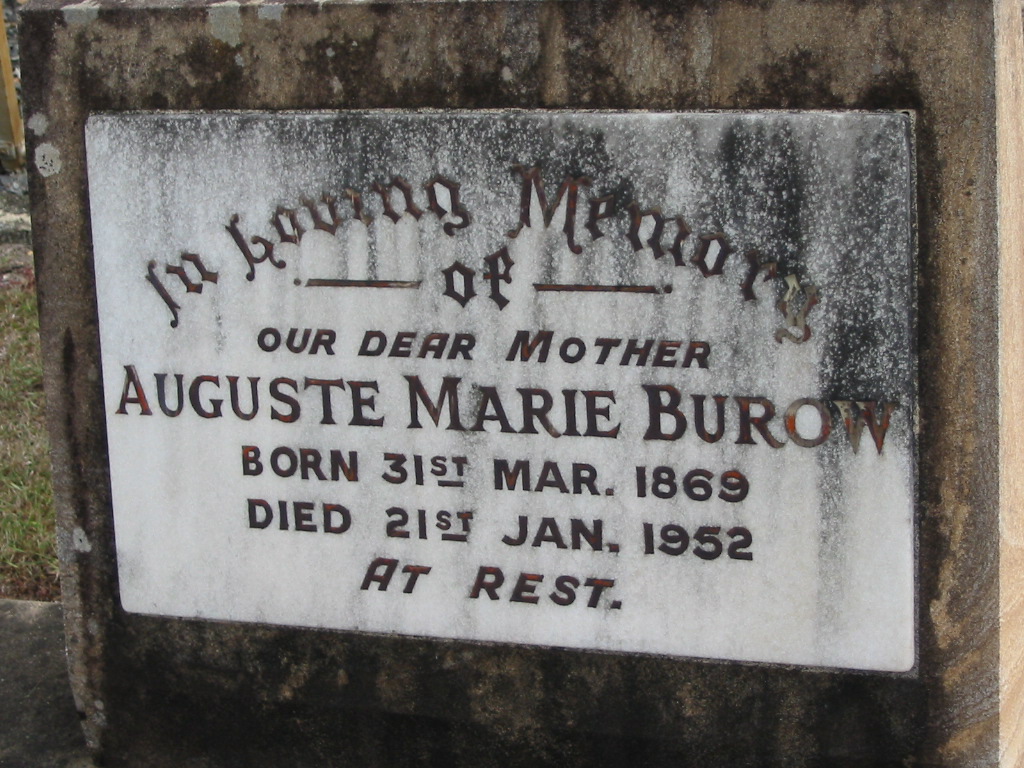 In Loving Memory
of
OUR DEAR MOTHER
AUGUSTE MARIE BUROW
BORN 31ST MAR. 1869
DIED 21ST JAN. 1952
AT REST.